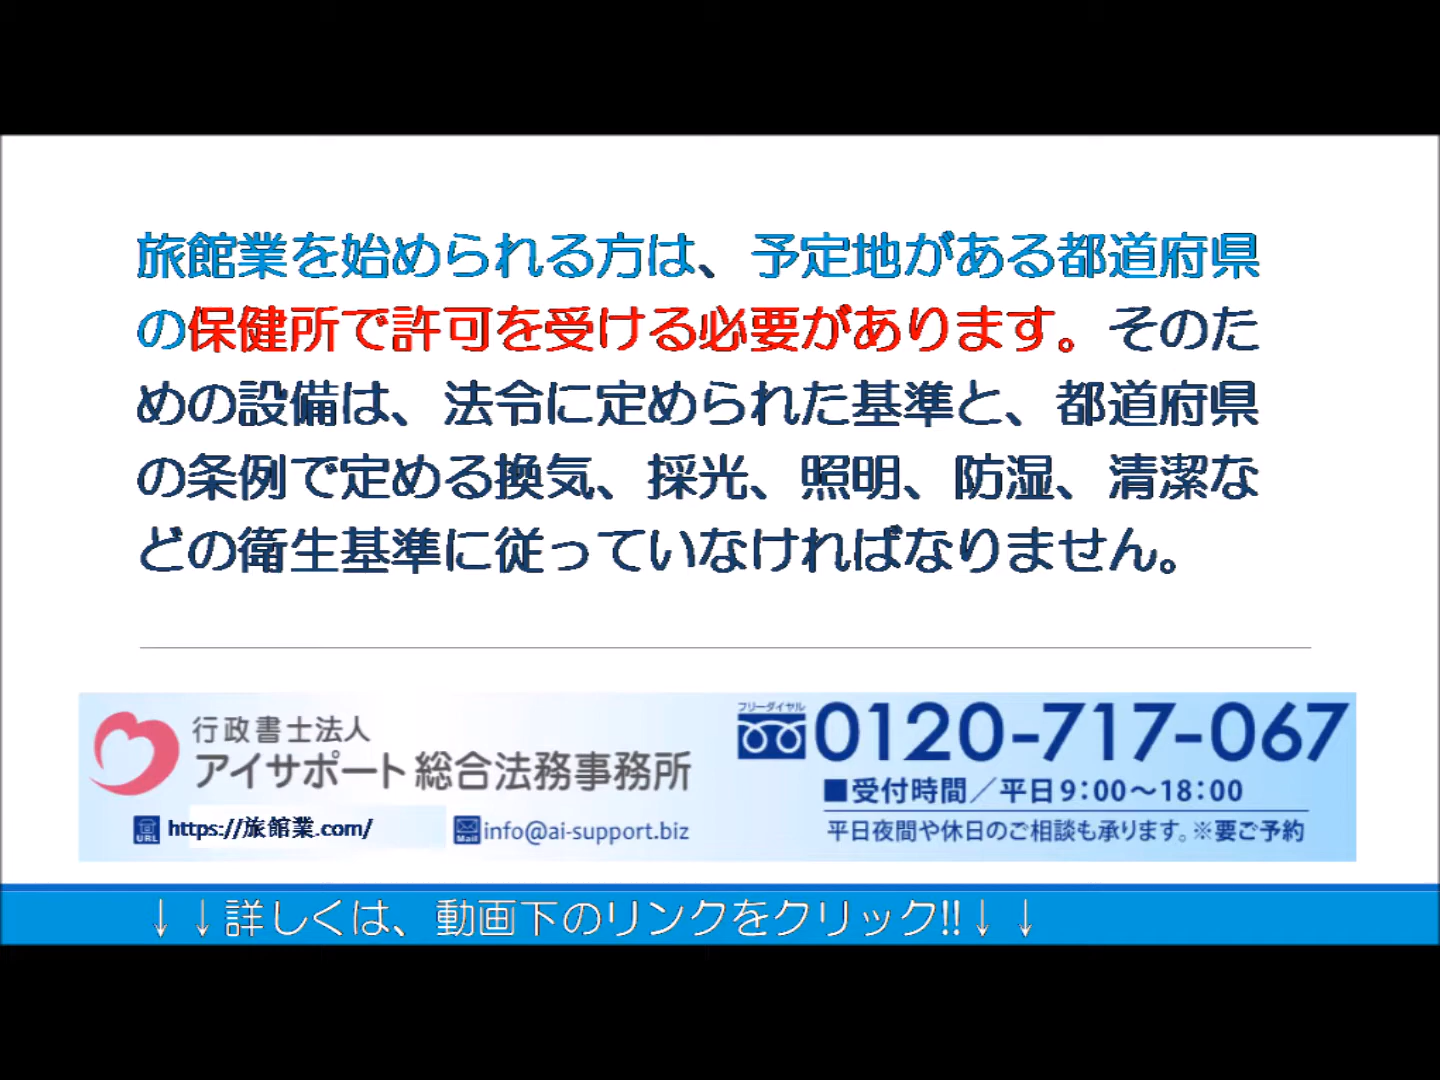 旅館業を始められる方は、予定地がある都道府県
の保健所で許可を受ける必要があります。そのた
めの設備は、法令に定められた基準と、都道府県
の条例で定める換気、採光、照明、防湿、清潔な
どの衛生基準に従っていなければなりません。
行政書士法人
アイサポート総合法務事務所
URL https://旅館業.com/
Mail info@ai-support.biz
フリーダイヤル
0120-717-067
■受付時間／平日9:00～18:00
平日夜間や休日のご相談も承ります。※要ご予約
↓↓詳しくは、動画下のリンクをクリック!!↓↓